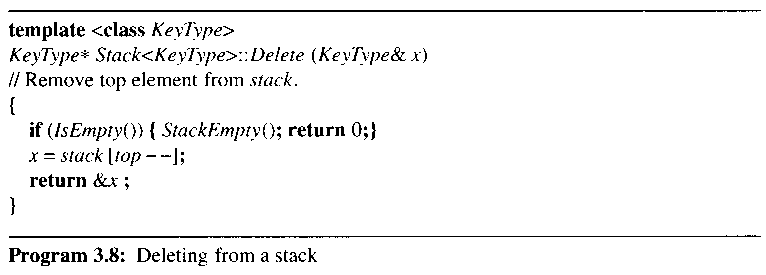 template <class KeyType>
KeyType* Stack<KeyType>::Delete (KeyType& x)
// Remove top element from stack.
{
if (IsEmpty()) { StackEmpty(); return 0;}
x = stack [top – –];
return &x ;
}
Program 3.8: Deleting from a stack